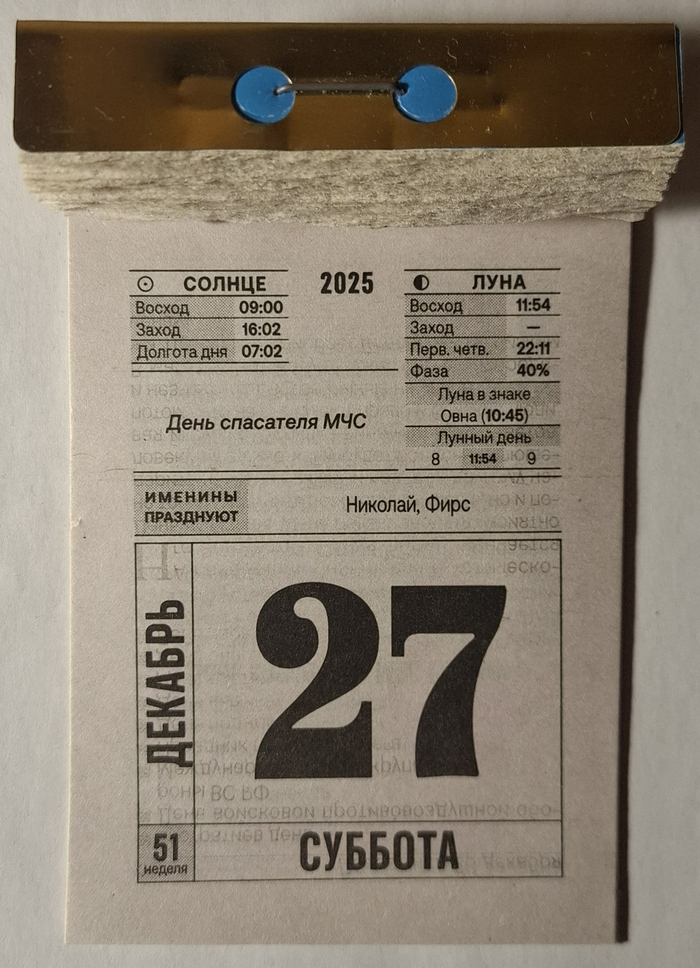 СОЛНЦЕ
Восход 09:00
Заход 16:02
Долгота дня 07:02
2025
ЛУНА
Восход 11:54
Заход —
Перв. четв. 22:11
Фаза 40%
Луна в знаке
Овна (10:45)
Лунный день
8 11:54 9
День спасателя МЧС
ИМЕНИНЫ
ПРАЗДНУЮТ
Николай, Фирс
ДЕКАБРЬ
27
51
неделя
СУББОТА